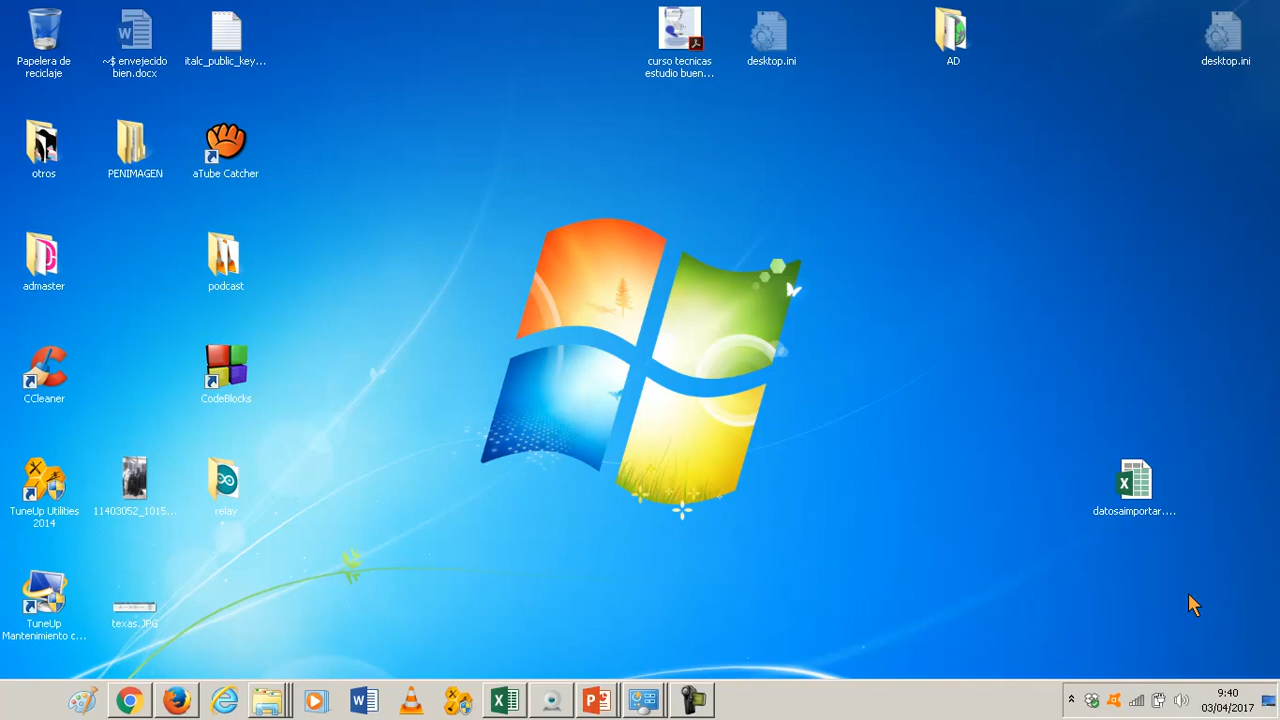 Papelera de
reciclaje
~$ envejecido
bien.docx
italc_public_key...
curso tecnicas
estudio buen...
desktop.ini
AD
desktop.ini
otros
PENIMAGEN
aTube Catcher
admaster
podcast
CCleaner
CodeBlocks
TuneUp Utilities
2014
11403052_1015...
relay
datosaimportar....
TuneUp
Mantenimiento c...
texas.JPG
9:40
03/04/2017